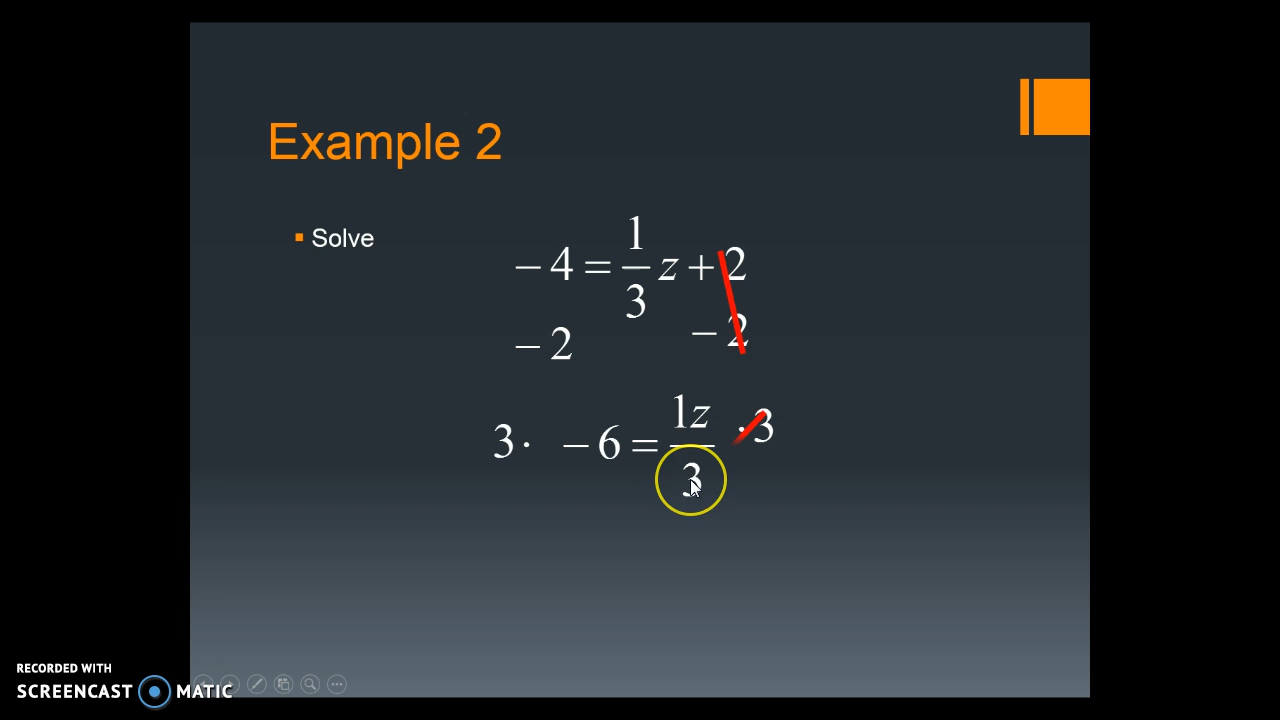 Example 2
▪ Solve
−4 = 1/3 z + 2
−2 −2
3· −6 = 1z/3 ·3
RECORDED WITH
SCREENCAST MATIC